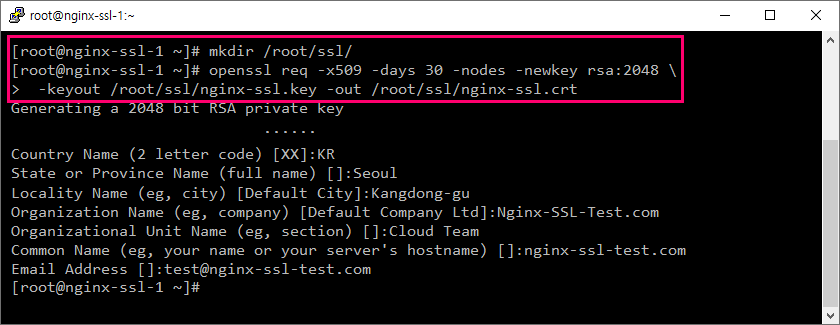 root@nginx-ssl-1:~
[root@nginx-ssl-1 ~]# mkdir /root/ssl/
[root@nginx-ssl-1 ~]# openssl req -x509 -days 30 -nodes -newkey rsa:2048 \
>  -keyout /root/ssl/nginx-ssl.key -out /root/ssl/nginx-ssl.crt
Generating a 2048 bit RSA private key
......
Country Name (2 letter code) [XX]:KR
State or Province Name (full name) []:Seoul
Locality Name (eg, city) [Default City]:Kangdong-gu
Organization Name (eg, company) [Default Company Ltd]:Nginx-SSL-Test.com
Organizational Unit Name (eg, section) []:Cloud Team
Common Name (eg, your name or your server's hostname) []:nginx-ssl-test.com
Email Address []:test@nginx-ssl-test.com
[root@nginx-ssl-1 ~]#